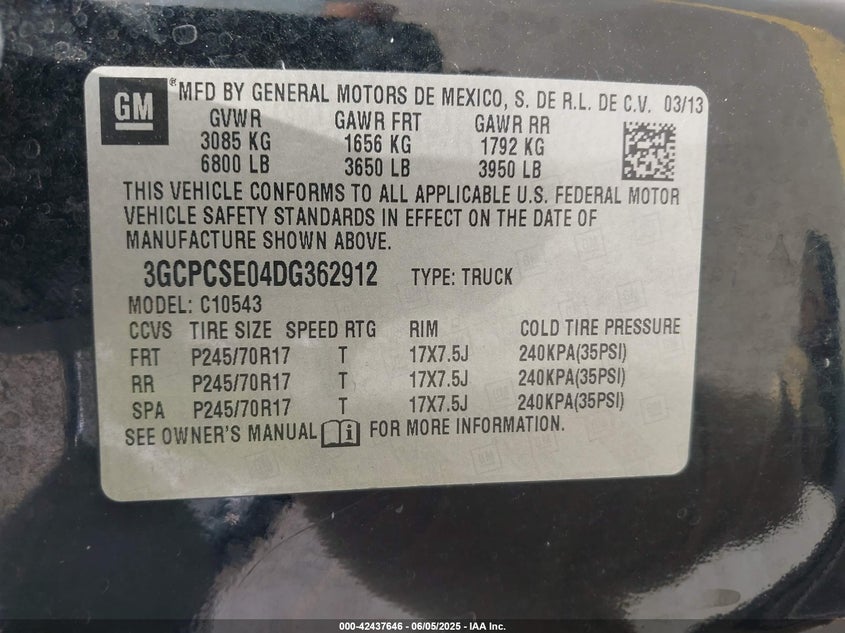 GM
® MFD BY GENERAL MOTORS DE MEXICO, S. DE R.L. DE C.V. 03/13
GVWR GAWR FRT GAWR RR
3085 KG 1656 KG 1792 KG
6800 LB 3650 LB 3950 LB
THIS VEHICLE CONFORMS TO ALL APPLICABLE U.S. FEDERAL MOTOR
VEHICLE SAFETY STANDARDS IN EFFECT ON THE DATE OF
MANUFACTURE SHOWN ABOVE.
3GCPCSE04DG362912 TYPE: TRUCK
MODEL: C10543
CCVS TIRE SIZE SPEED RTG RIM COLD TIRE PRESSURE
FRT P245/70R17 T 17X7.5J 240KPA(35PSI)
RR P245/70R17 T 17X7.5J 240KPA(35PSI)
SPA P245/70R17 T 17X7.5J 240KPA(35PSI)
SEE OWNER'S MANUAL i FOR MORE INFORMATION.
000-42437646 - 06/05/2025 - IAA Inc.